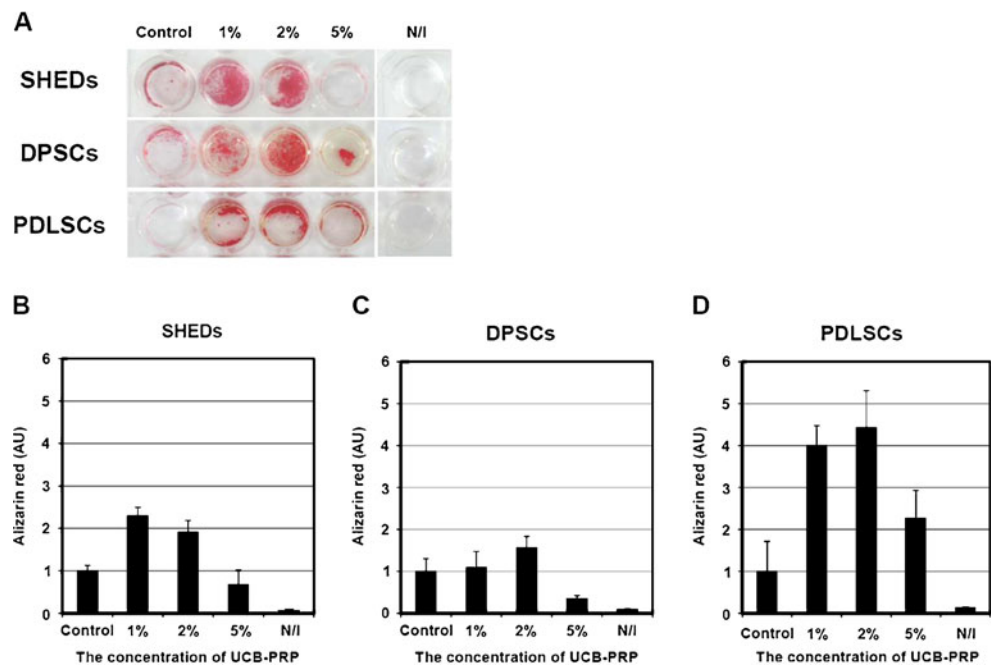 A
Control 1% 2% 5% N/I
SHEDs
DPSCs
PDLSCs
B
SHEDs
6
5
4
3
2
1
0
Alizarin red (AU)
Control 1% 2% 5% N/I
The concentration of UCB-PRP
C
DPSCs
6
5
4
3
2
1
0
Alizarin red (AU)
Control 1% 2% 5% N/I
The concentration of UCB-PRP
D
PDLSCs
6
5
4
3
2
1
0
Alizarin red (AU)
Control 1% 2% 5% N/I
The concentration of UCB-PRP